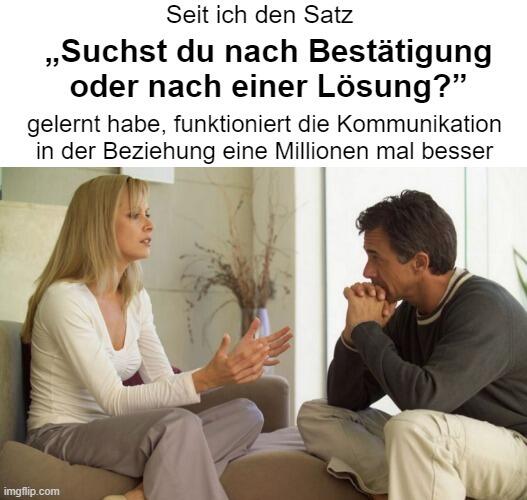 Seit ich den Satz
„Suchst du nach Bestätigung
oder nach einer Lösung?”
gelernt habe, funktioniert die Kommunikation
in der Beziehung eine Millionen mal besser
imgflip.com